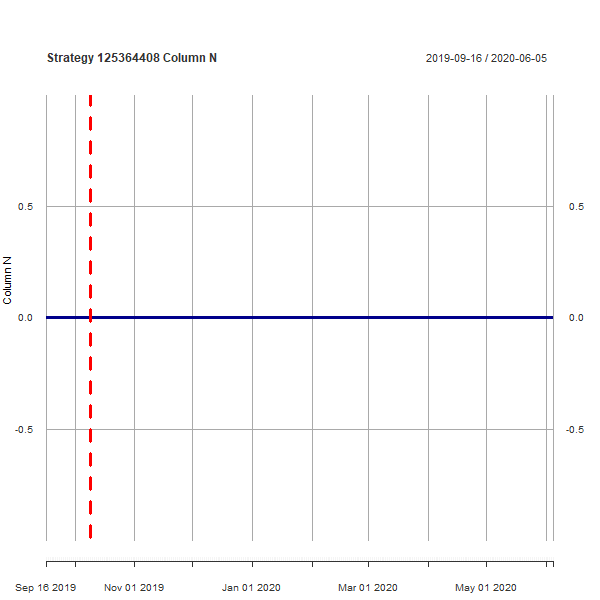 Strategy 125364408 Column N
2019-09-16 / 2020-06-05
0.5
0.5
Column N
0.0
0.0
-0.5
-0.5
Sep 16 2019
Nov 01 2019
Jan 01 2020
Mar 01 2020
May 01 2020